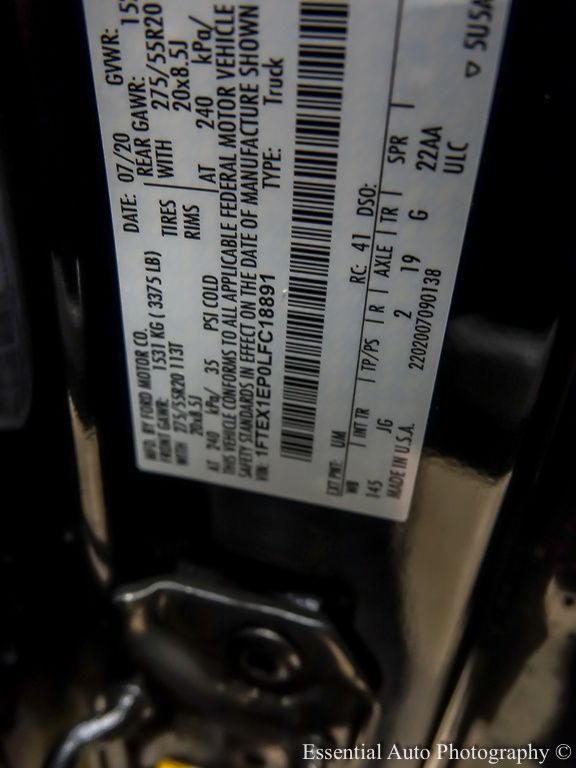 MFD. BY FORD MOTOR CO.
DATE: 07/20 GVWR: 15
FRONT GAWR: 1531 KG ( 3375 LB) REAR GAWR:
WITH 275/55R20 113T TIRES WITH 275/55R20
20x8.5J RIMS 20x8.5J
AT 240 kPa/ 35 PSI COLD AT 240 kPa/
THIS VEHICLE CONFORMS TO ALL APPLICABLE FEDERAL MOTOR VEHICLE
SAFETY STANDARDS IN EFFECT ON THE DATE OF MANUFACTURE SHOWN
VIN: 1FTEX1EP0LFC18891 TYPE: Truck
EXT PNT: UM RC: 41 DSO:
WB INT TR TP/PS R AXLE TR SPR
145 JG 2 19 G 22AA
MADE IN U.S.A. 2202007090138 ULC
▽ 5USA
Essential Auto Photography ©